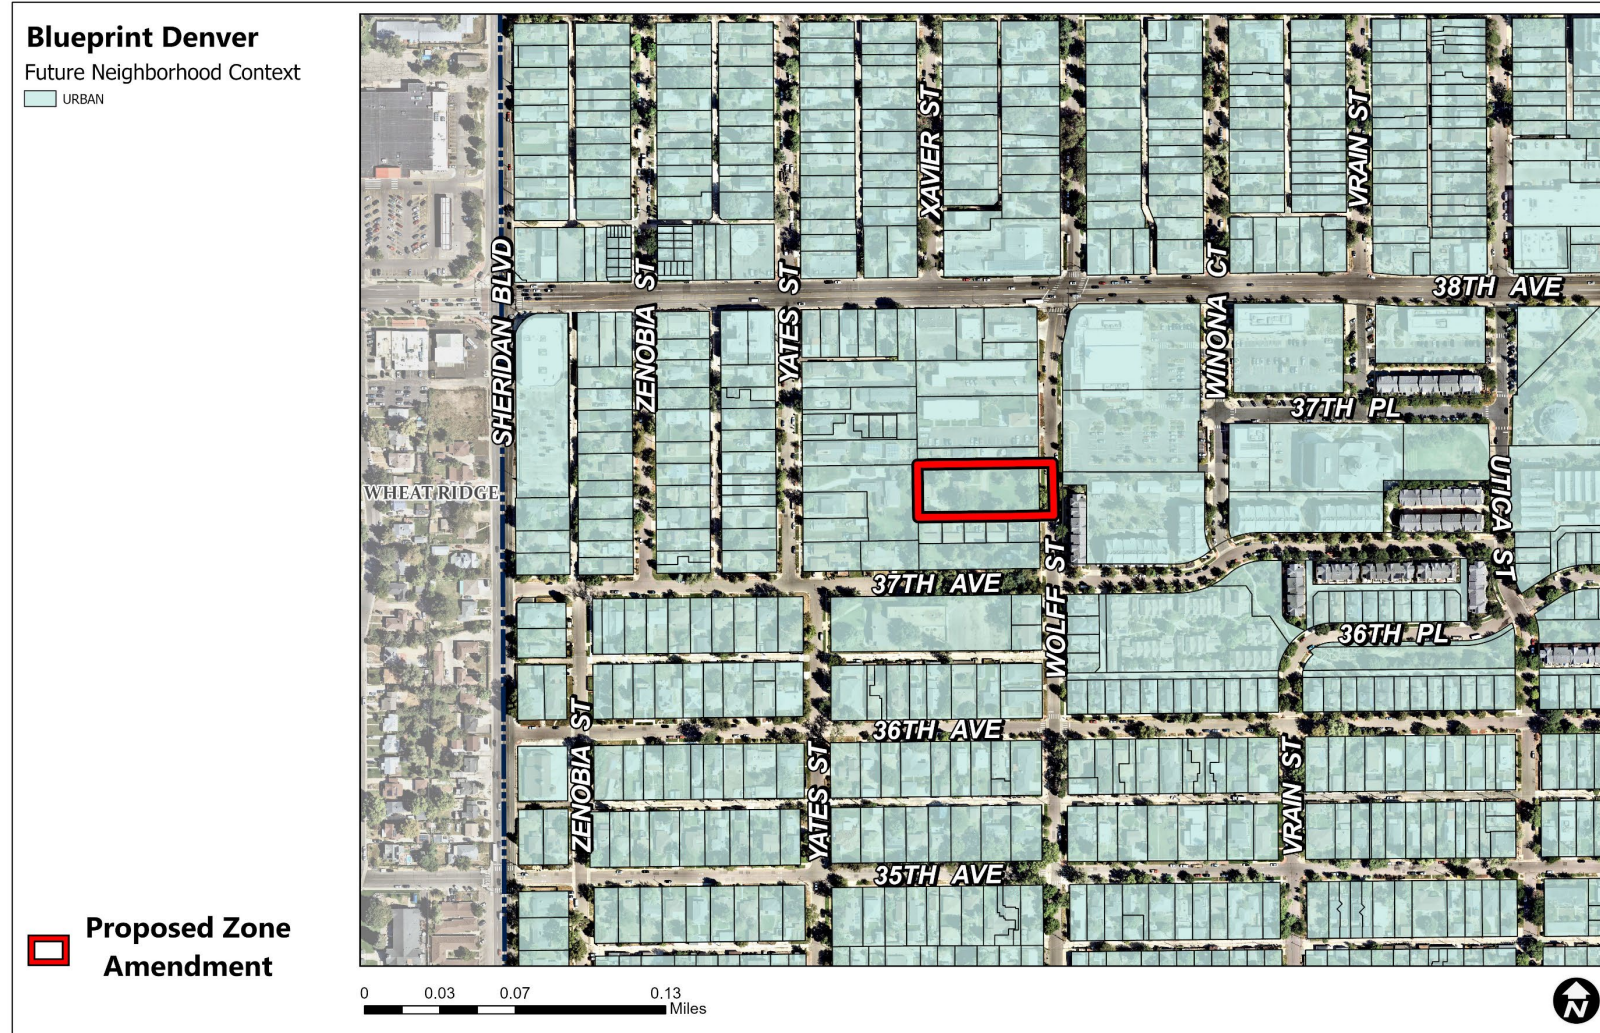 Blueprint Denver
Future Neighborhood Context
URBAN
XAVIER ST
VRAIN ST
SHERIDAN BLVD
ZENOBIA ST
YATES ST
WINONA CT
38TH AVE
37TH PL
WHEAT RIDGE
UTICA ST
37TH AVE
WOLFF ST
36TH PL
ZENOBIA ST
36TH AVE
YATES ST
VRAIN ST
35TH AVE
Proposed Zone
Amendment
0 0.03 0.07 0.13
Miles
N